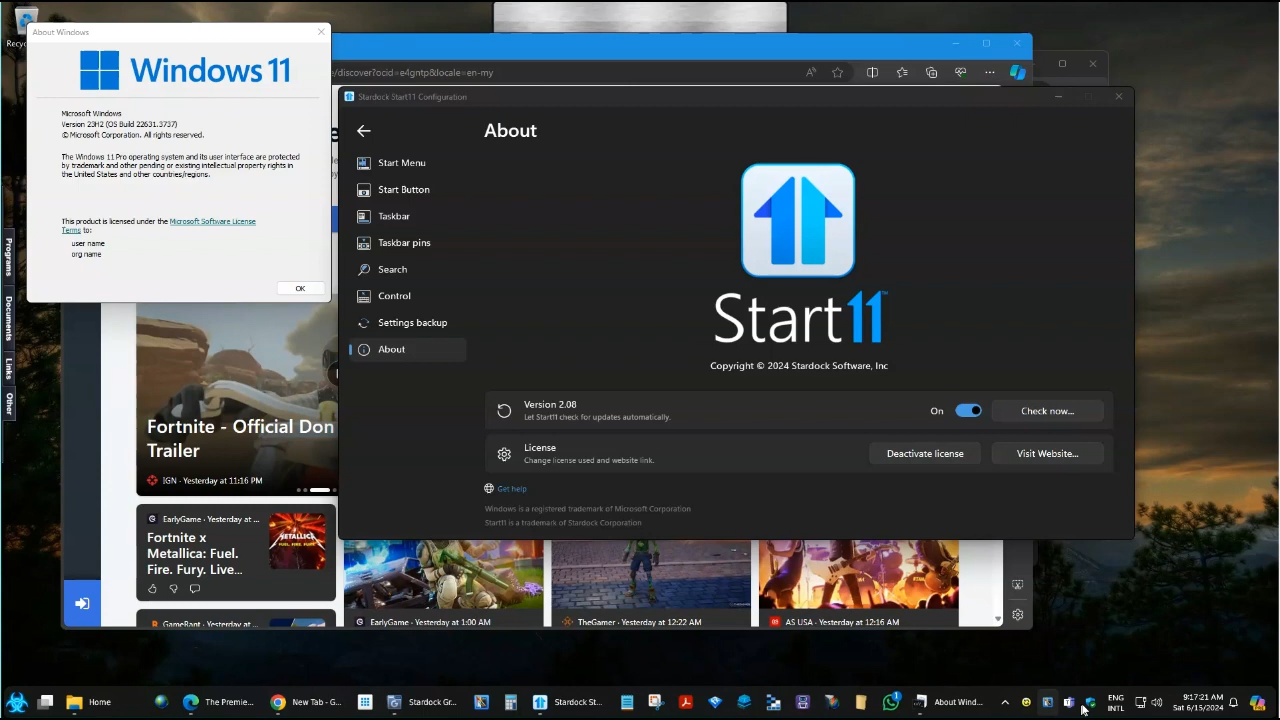 Recyc
About Windows
Windows 11
Microsoft Windows
Version 23H2 (OS Build 22631.3737)
© Microsoft Corporation. All rights reserved.
The Windows 11 Pro operating system and its user interface are protected
by trademark and other pending or existing intellectual property rights in
the United States and other countries/regions.
This product is licensed under the Microsoft Software License
Terms to:
user name
org name
OK
Programs
Documents
Links
Other
/discover?ocid=e4gntp&locale=en-my
Stardock Start11 Configuration
Start Menu
Start Button
Taskbar
Taskbar pins
Search
Control
Settings backup
About
About
Start11™
Copyright © 2024 Stardock Software, Inc
Version 2.08
Let Start11 check for updates automatically.
On
Check now...
License
Change license used and website link.
Deactivate license
Visit Website...
Get help
Windows is a registered trademark of Microsoft Corporation
Start11 is a trademark of Stardock Corporation
Fortnite - Official Don
Trailer
IGN · Yesterday at 11:16 PM
EarlyGame · Yesterday at ...
Fortnite x
Metallica: Fuel.
Fire. Fury. Live...
METALLICA
FUEL. FIRE. FURY.
GameRant · Yesterday at ...
EarlyGame · Yesterday at 1:00 AM
TheGamer · Yesterday at 12:22 AM
AS USA · Yesterday at 12:16 AM
Home
The Premie...
New Tab - G...
Stardock Gr...
Stardock St...
1
About Wind...
ENG
INTL
9:17:21 AM
Sat 6/15/2024